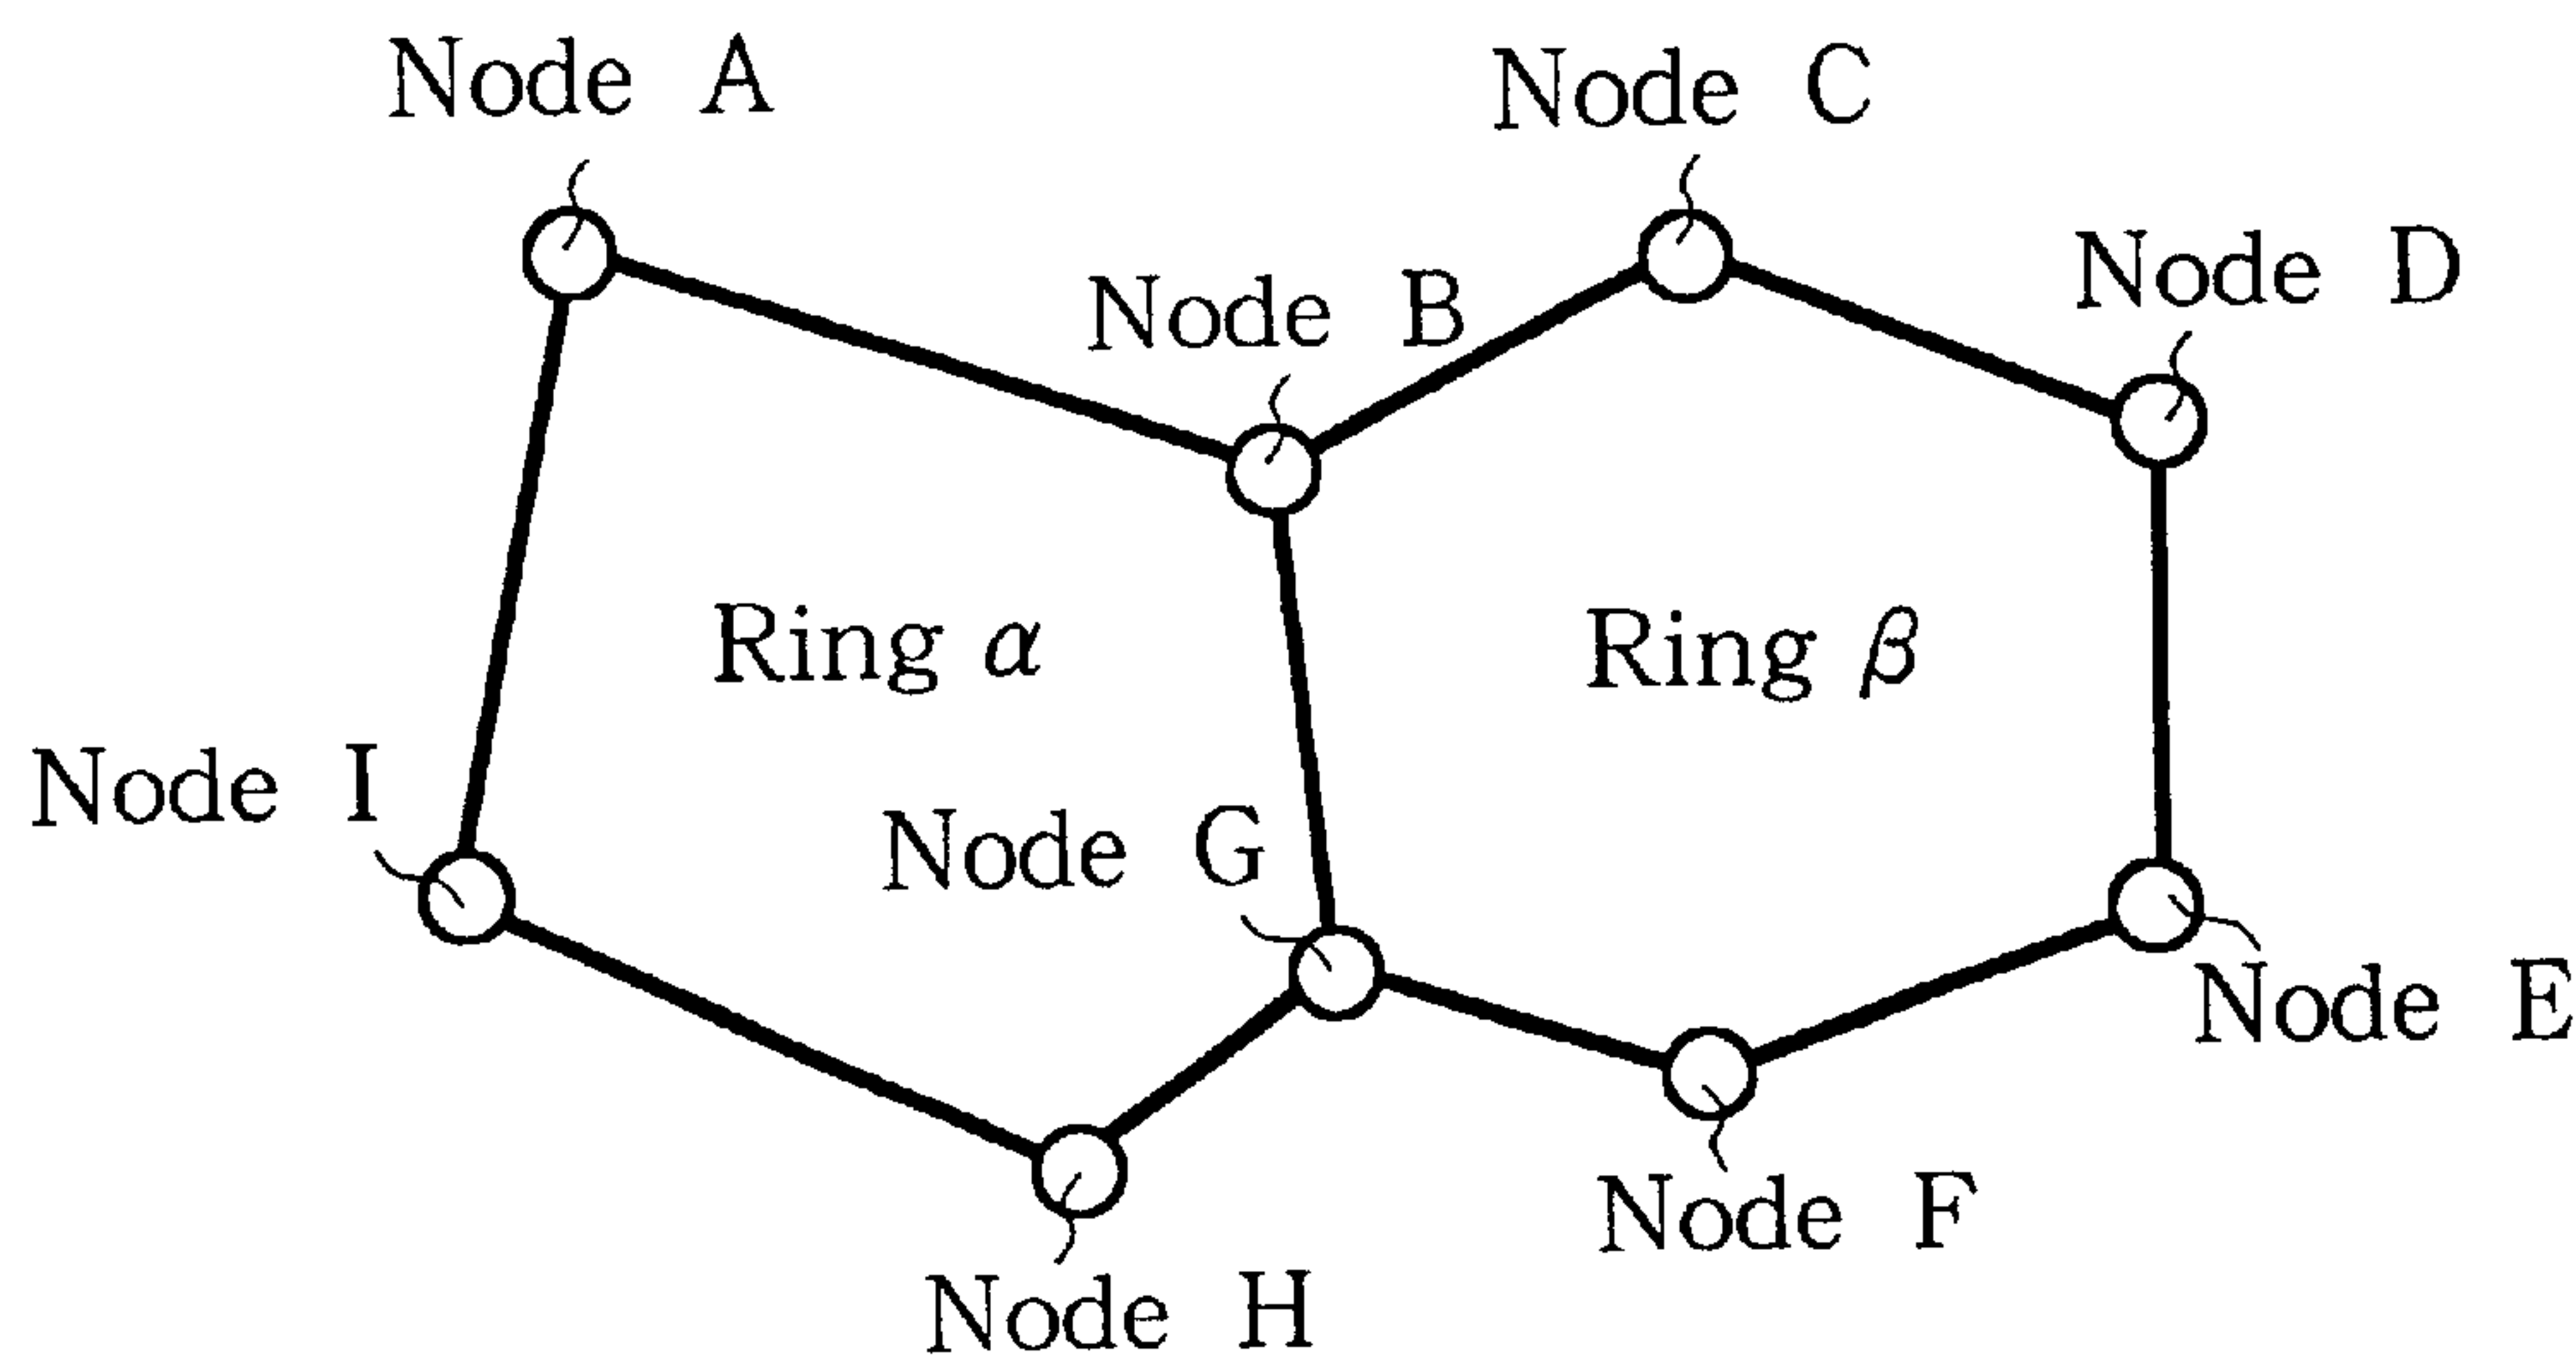 Node A
Node C
Node D
Node B
Ring α
Ring β
Node I
Node G
Node E
Node F
Node H